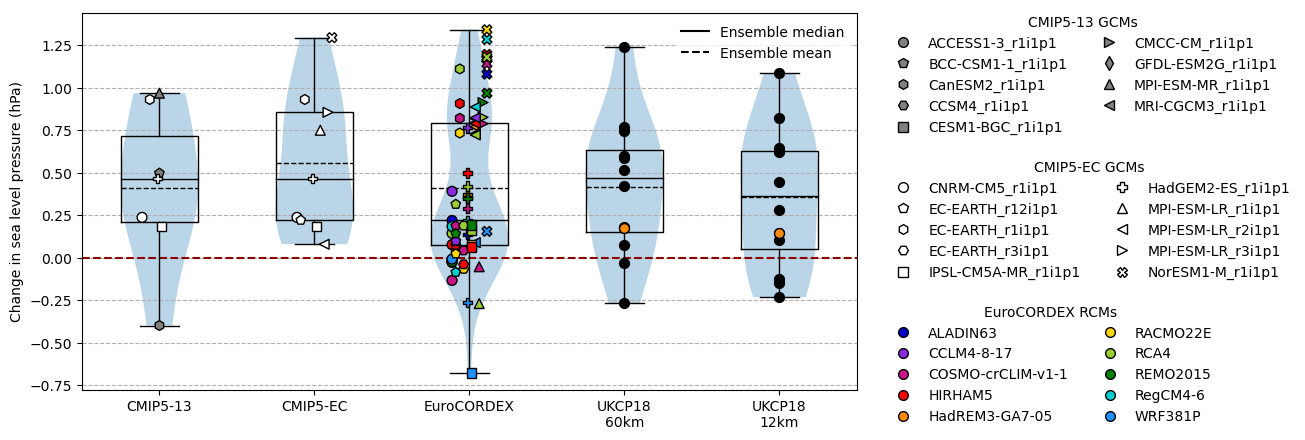 Change in sea level pressure (hPa)
1.25
1.00
0.75
0.50
0.25
0.00
−0.25
−0.50
−0.75
Ensemble median
Ensemble mean
CMIP5-13
CMIP5-EC
EuroCORDEX
UKCP18
60km
UKCP18
12km
CMIP5-13 GCMs
ACCESS1-3_r1i1p1
BCC-CSM1-1_r1i1p1
CanESM2_r1i1p1
CCSM4_r1i1p1
CESM1-BGC_r1i1p1
CMCC-CM_r1i1p1
GFDL-ESM2G_r1i1p1
MPI-ESM-MR_r1i1p1
MRI-CGCM3_r1i1p1
CMIP5-EC GCMs
CNRM-CM5_r1i1p1
EC-EARTH_r12i1p1
EC-EARTH_r1i1p1
EC-EARTH_r3i1p1
IPSL-CM5A-MR_r1i1p1
HadGEM2-ES_r1i1p1
MPI-ESM-LR_r1i1p1
MPI-ESM-LR_r2i1p1
MPI-ESM-LR_r3i1p1
NorESM1-M_r1i1p1
EuroCORDEX RCMs
ALADIN63
CCLM4-8-17
COSMO-crCLIM-v1-1
HIRHAM5
HadREM3-GA7-05
RACMO22E
RCA4
REMO2015
RegCM4-6
WRF381P